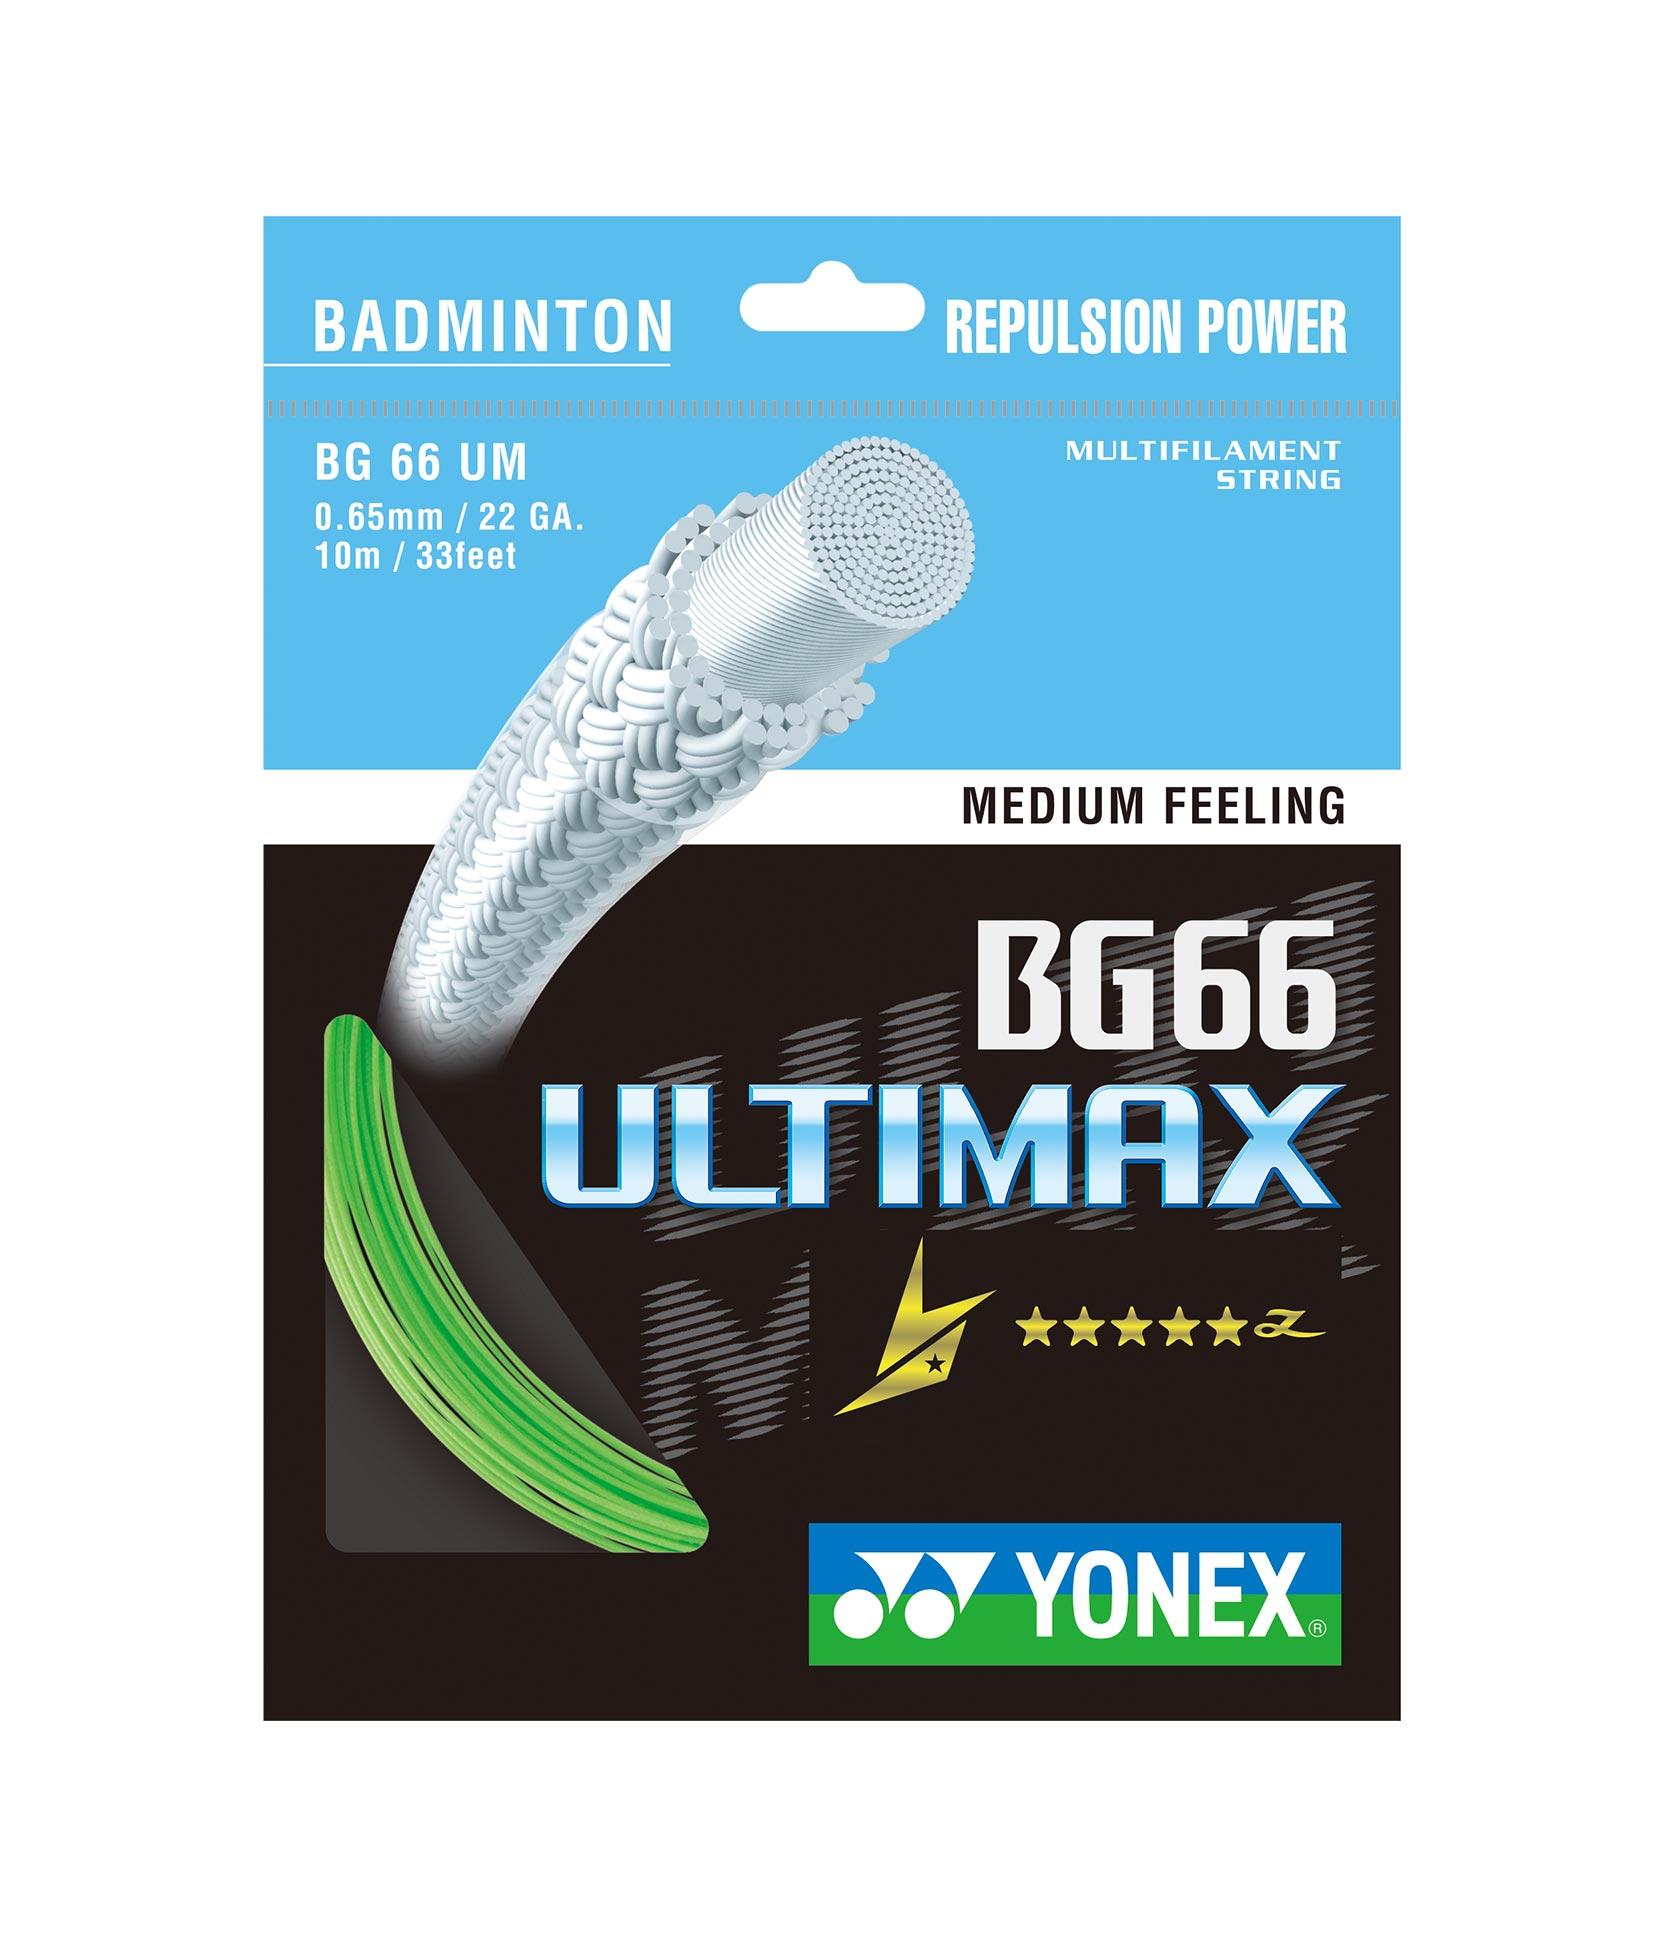 BADMINTON
REPULSION POWER
BG 66 UM
0.65mm / 22 GA.
10m / 33feet
MULTIFILAMENT
STRING
MEDIUM FEELING
BG66
ULTIMAX
YONEX®